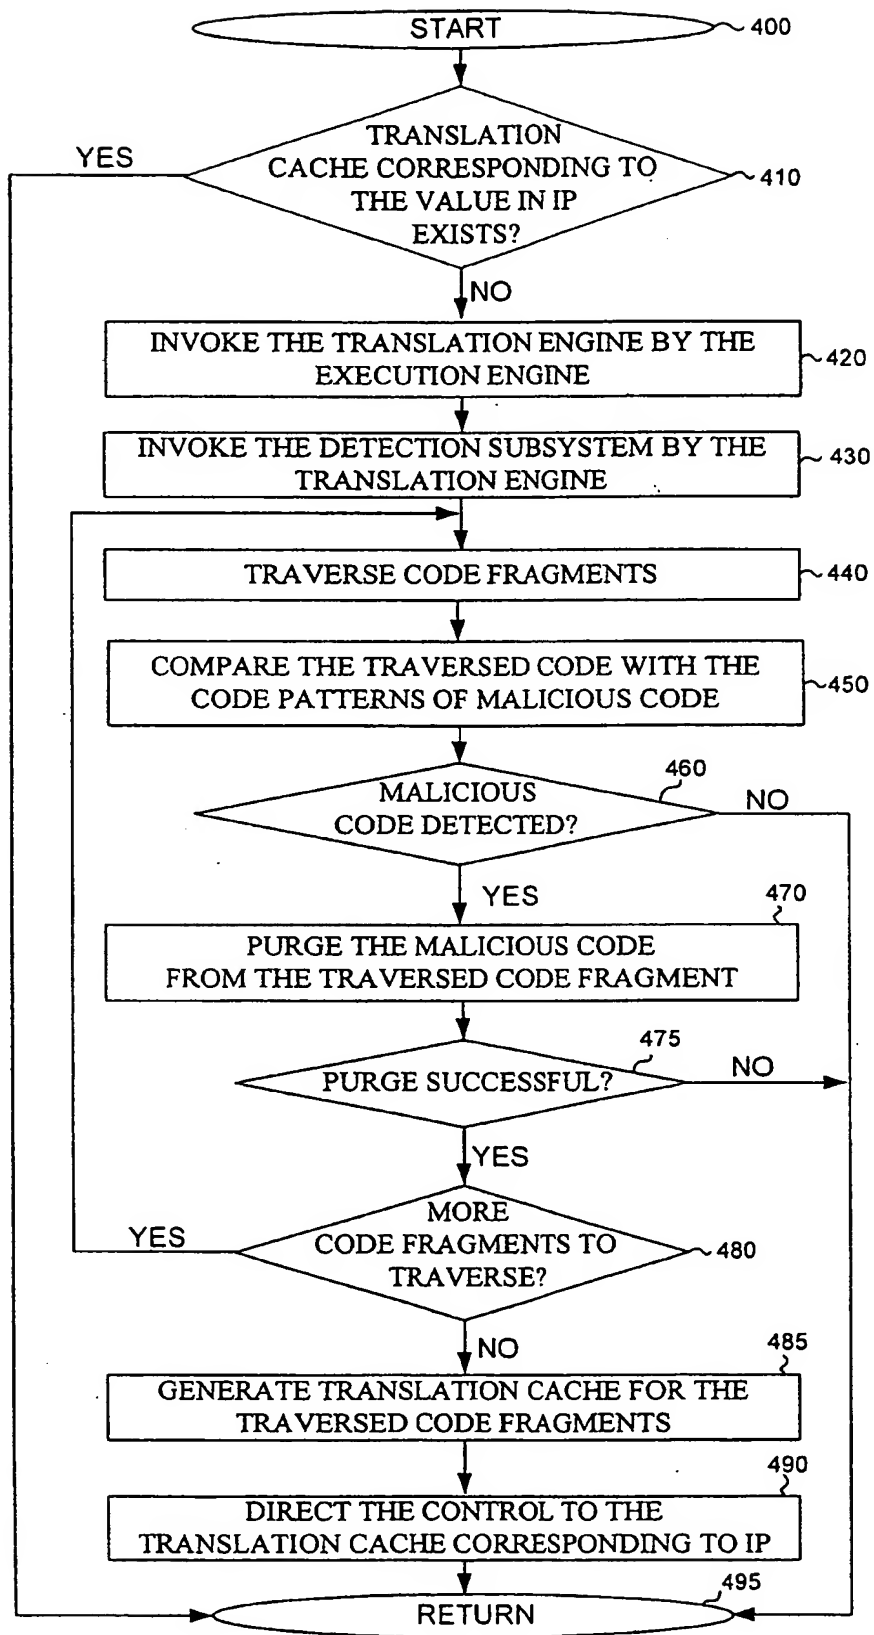 START
400
TRANSLATION
CACHE CORRESPONDING TO
THE VALUE IN IP
EXISTS?
YES
410
NO
INVOKE THE TRANSLATION ENGINE BY THE
EXECUTION ENGINE
420
INVOKE THE DETECTION SUBSYSTEM BY THE
TRANSLATION ENGINE
430
TRAVERSE CODE FRAGMENTS
440
COMPARE THE TRAVERSED CODE WITH THE
CODE PATTERNS OF MALICIOUS CODE
450
MALICIOUS
CODE DETECTED?
460
NO
YES
470
PURGE THE MALICIOUS CODE
FROM THE TRAVERSED CODE FRAGMENT
475
PURGE SUCCESSFUL?
NO
YES
MORE
CODE FRAGMENTS TO
TRAVERSE?
YES
480
NO
485
GENERATE TRANSLATION CACHE FOR THE
TRAVERSED CODE FRAGMENTS
490
DIRECT THE CONTROL TO THE
TRANSLATION CACHE CORRESPONDING TO IP
495
RETURN